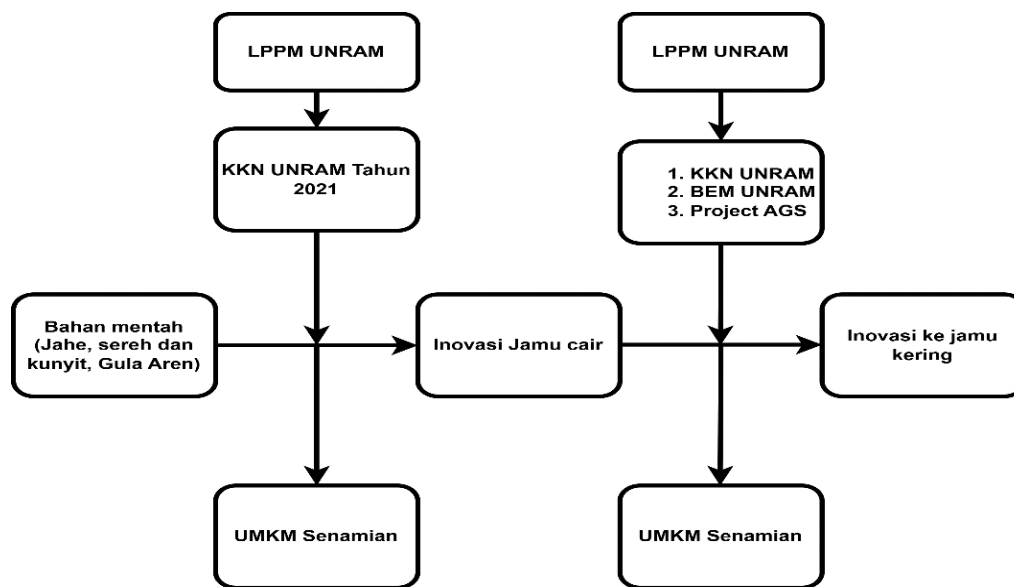 LPPM UNRAM
LPPM UNRAM
KKN UNRAM Tahun
2021
1. KKN UNRAM
2. BEM UNRAM
3. Project AGS
Bahan mentah
(Jahe, sereh dan
kunyit, Gula Aren)
Inovasi Jamu cair
Inovasi ke jamu
kering
UMKM Senamian
UMKM Senamian